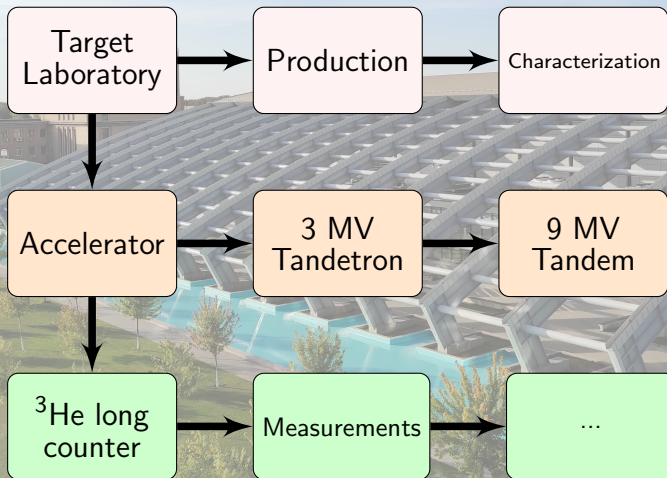 Target
Laboratory
Production
Characterization
Accelerator
3 MV
Tandetron
9 MV
Tandem
³He long
counter
Measurements
...